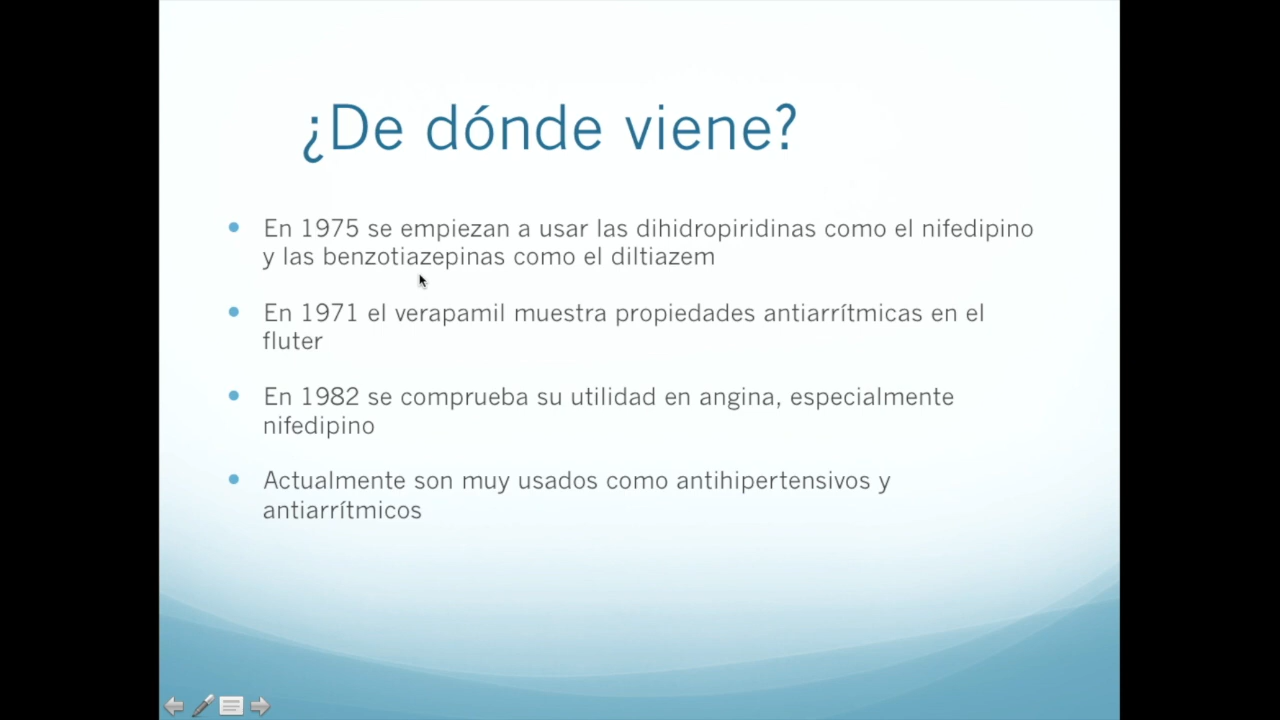 ¿De dónde viene?
En 1975 se empiezan a usar las dihidropiridinas como el nifedipino
y las benzotiazepinas como el diltiazem
En 1971 el verapamil muestra propiedades antiarrítmicas en el
fluter
En 1982 se comprueba su utilidad en angina, especialmente
nifedipino
Actualmente son muy usados como antihipertensivos y
antiarrítmicos